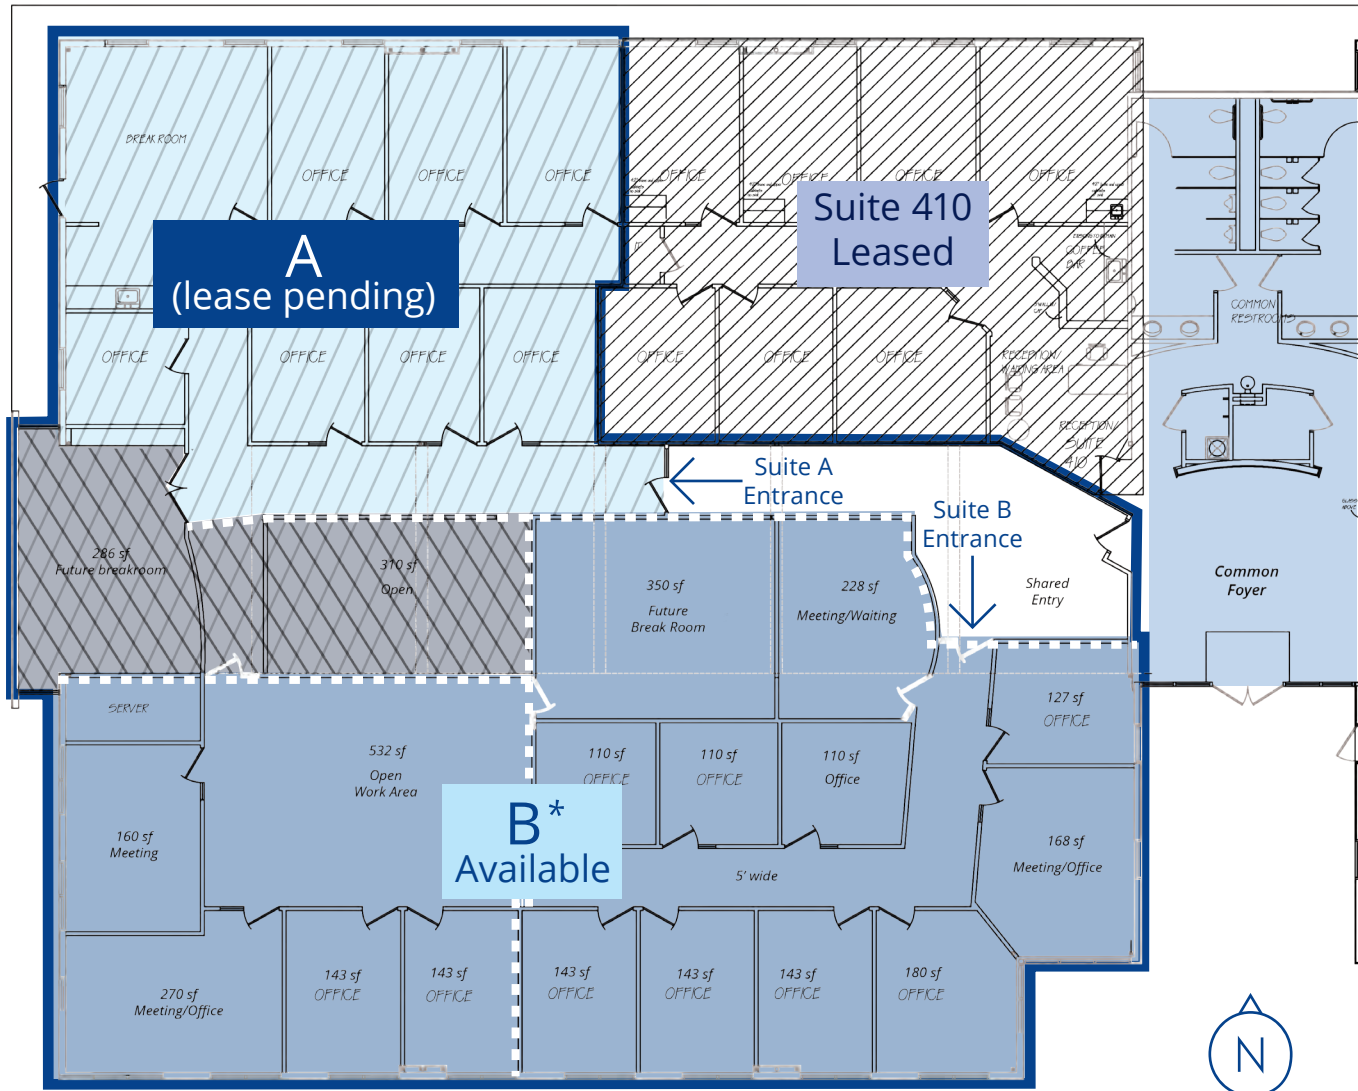 BREAK ROOM
OFFICE
OFFICE
OFFICE
OFFICE
OFFICE
OFFICE
OFFICE
Suite 410
Leased
A
(lease pending)
IT
COFFEE
BAR
COMMON
RESTROOMS
OFFICE
OFFICE
OFFICE
OFFICE
OFFICE
OFFICE
OFFICE
RECEPTION/
WAITING AREA
RECEPTION/
SUITE
410
Suite A
Entrance
Suite B
Entrance
286 sf
Future breakroom
310 sf
Open
350 sf
Future
Break Room
228 sf
Meeting/Waiting
Shared
Entry
Common
Foyer
SERVER
127 sf
OFFICE
532 sf
Open
Work Area
110 sf
OFFICE
110 sf
OFFICE
110 sf
Office
B*
Available
160 sf
Meeting
168 sf
Meeting/Office
5' wide
270 sf
Meeting/Office
143 sf
OFFICE
143 sf
OFFICE
143 sf
OFFICE
143 sf
OFFICE
143 sf
OFFICE
180 sf
OFFICE
N